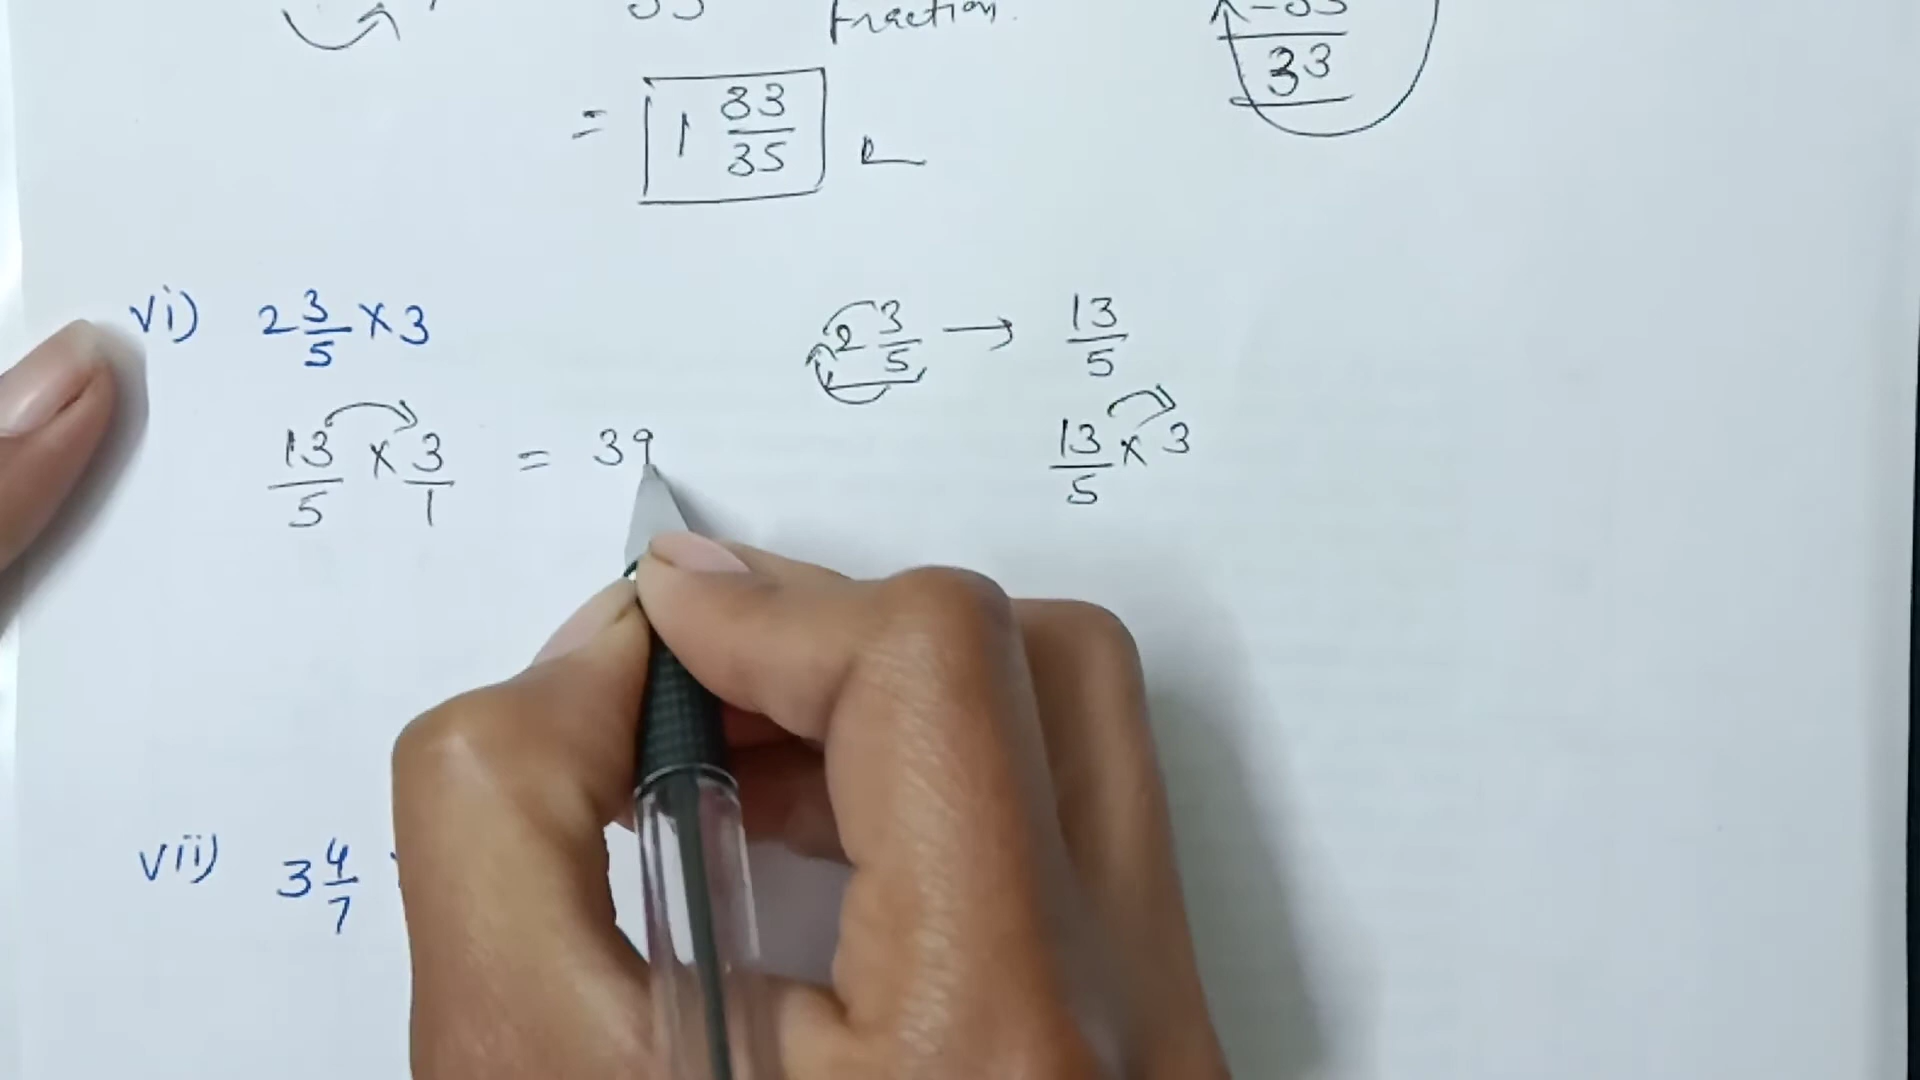 fraction.
33
= 1 33/35
vi) 2 3/5 × 3
2 3/5 → 13/5
13/5 × 3/1 = 39
13/5 × 3
vii) 3 4/7